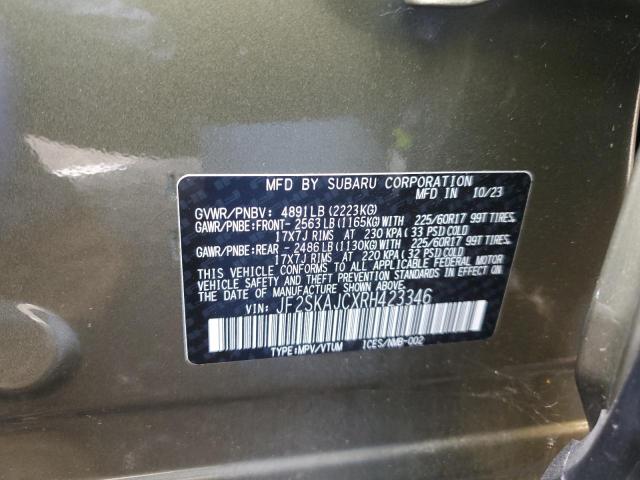 MFD BY SUBARU CORPORATION
MFD IN 10/23
GVWR/PNBV: 4891LB(2223KG)
GAWR/PNBE:FRONT-2563LB(1165KG)WITH 225/60R17 99T TIRES,
17x7J RIMS AT 230 KPA(33 PSI)COLD
GAWR/PNBE:REAR -2486LB(1130KG)WITH 225/60R17 99T TIRES,
17x7J RIMS AT 220 KPA(32 PSI)COLD
THIS VEHICLE CONFORMS TO ALL APPLICABLE FEDERAL MOTOR
VEHICLE SAFETY AND BUMPER STANDARDS IN EFFECT ON THE
DATE OF MANUFACTURE SHOWN ABOVE.
VIN: JF2SKAJCXRH423346
TYPE:MPV/VTUM ICES/NMB-002